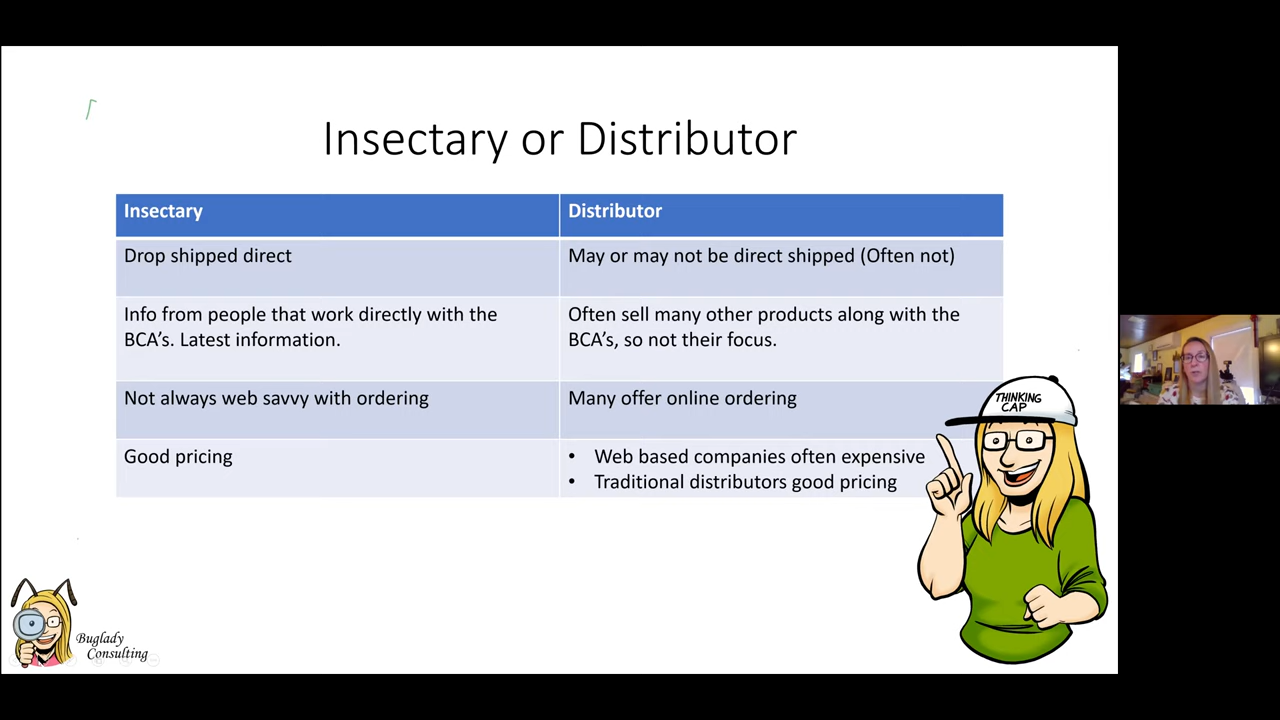 Insectary or Distributor
Insectary
Distributor
Drop shipped direct
May or may not be direct shipped (Often not)
Info from people that work directly with the
BCA's. Latest information.
Often sell many other products along with the
BCA's, so not their focus.
Not always web savvy with ordering
Many offer online ordering
Good pricing
• Web based companies often expensive
• Traditional distributors good pricing
THINKING
CAP
Buglady
Consulting